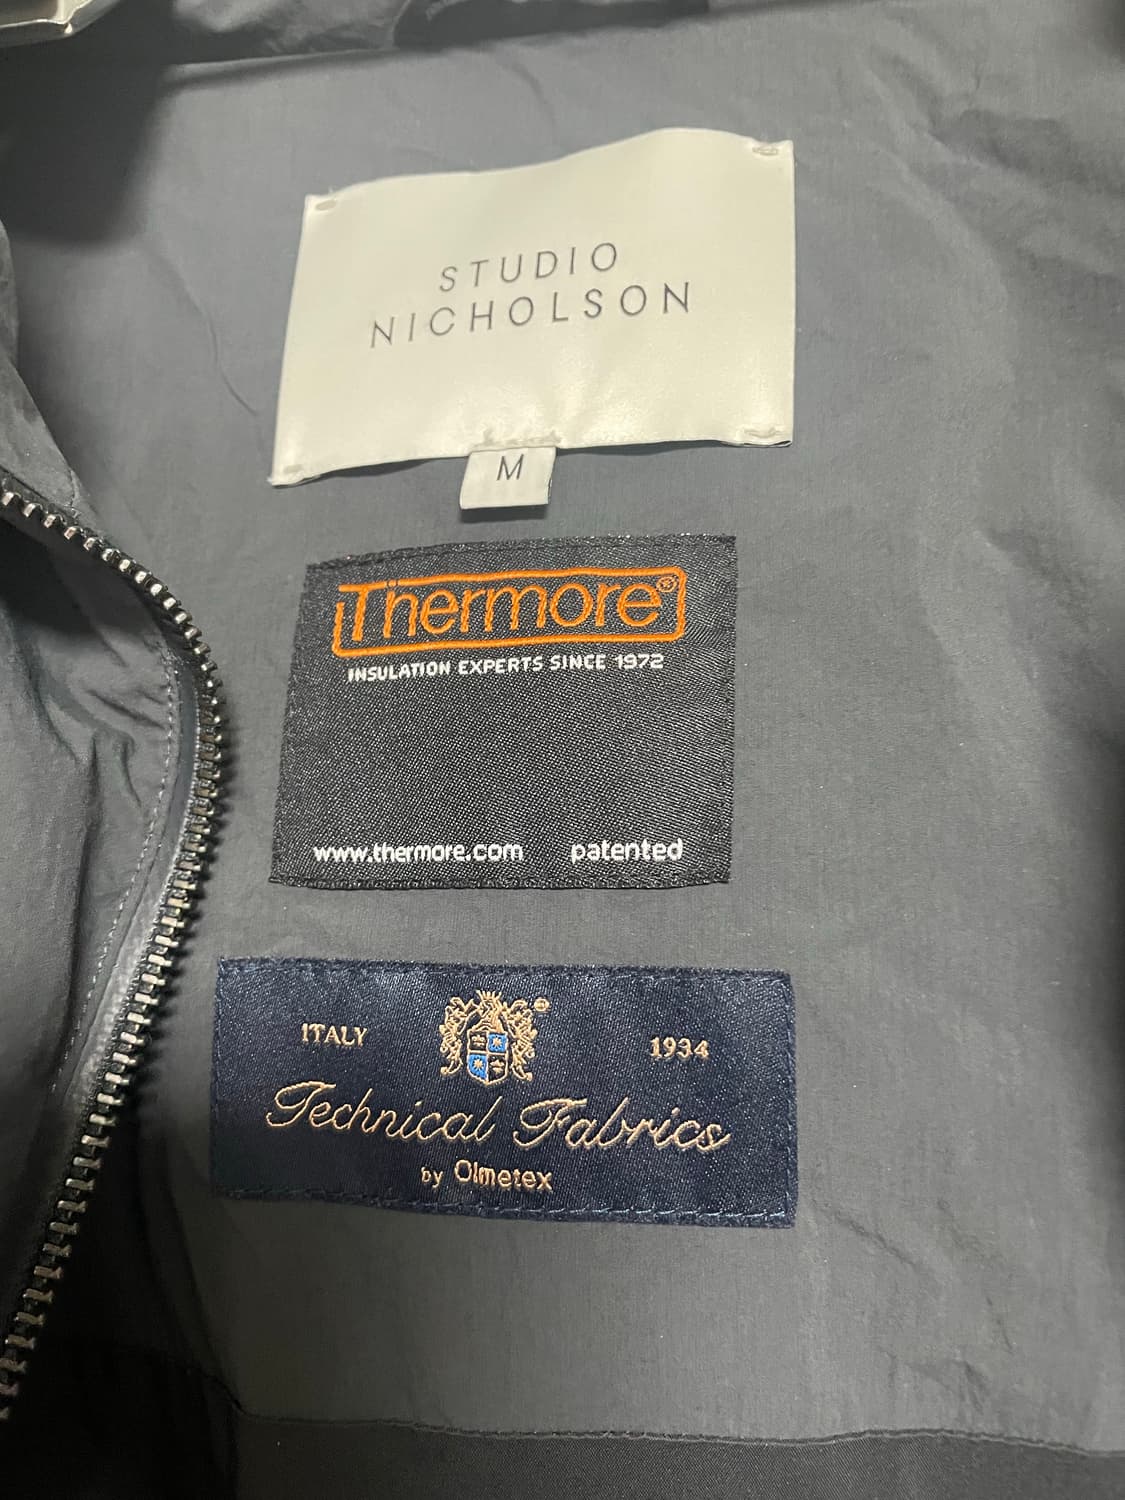 STUDIO
NICHOLSON
M
Thermore®
INSULATION EXPERTS SINCE 1972
www.thermore.com patented
ITALY 1934
Technical Fabrics
by Olmetex